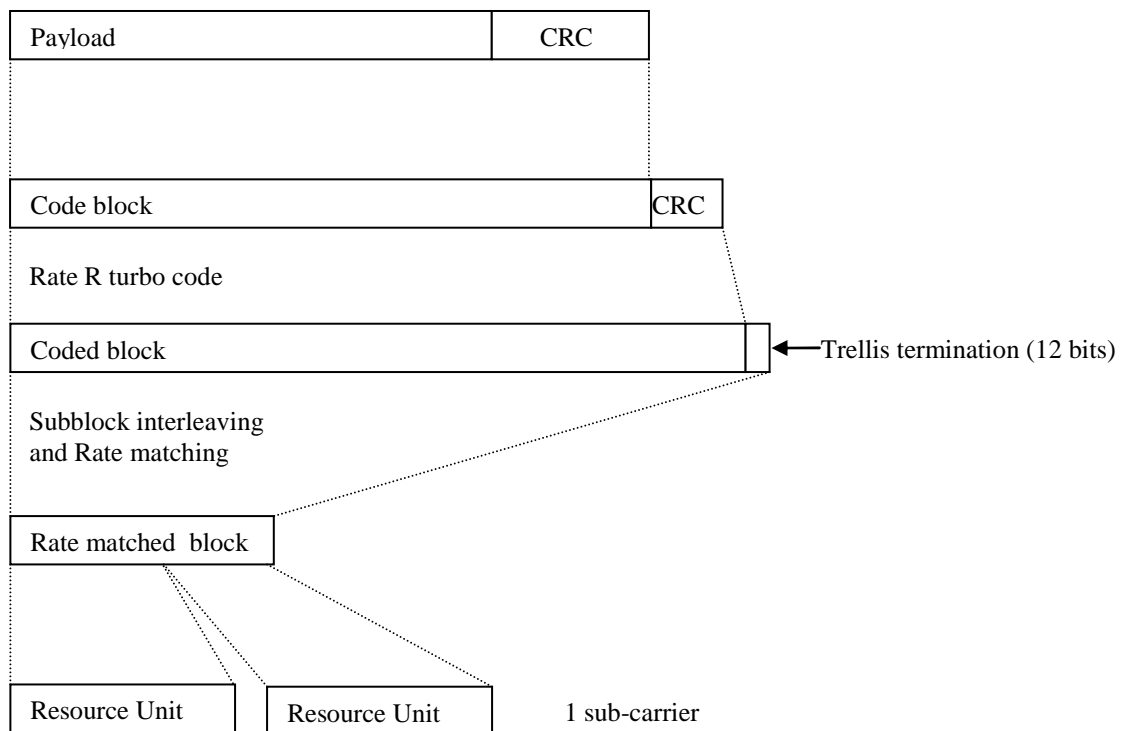 Payload CRC
Code block CRC
Rate R turbo code
Coded block
Trellis termination (12 bits)
Subblock interleaving
and Rate matching
Rate matched block
Resource Unit Resource Unit 1 sub-carrier